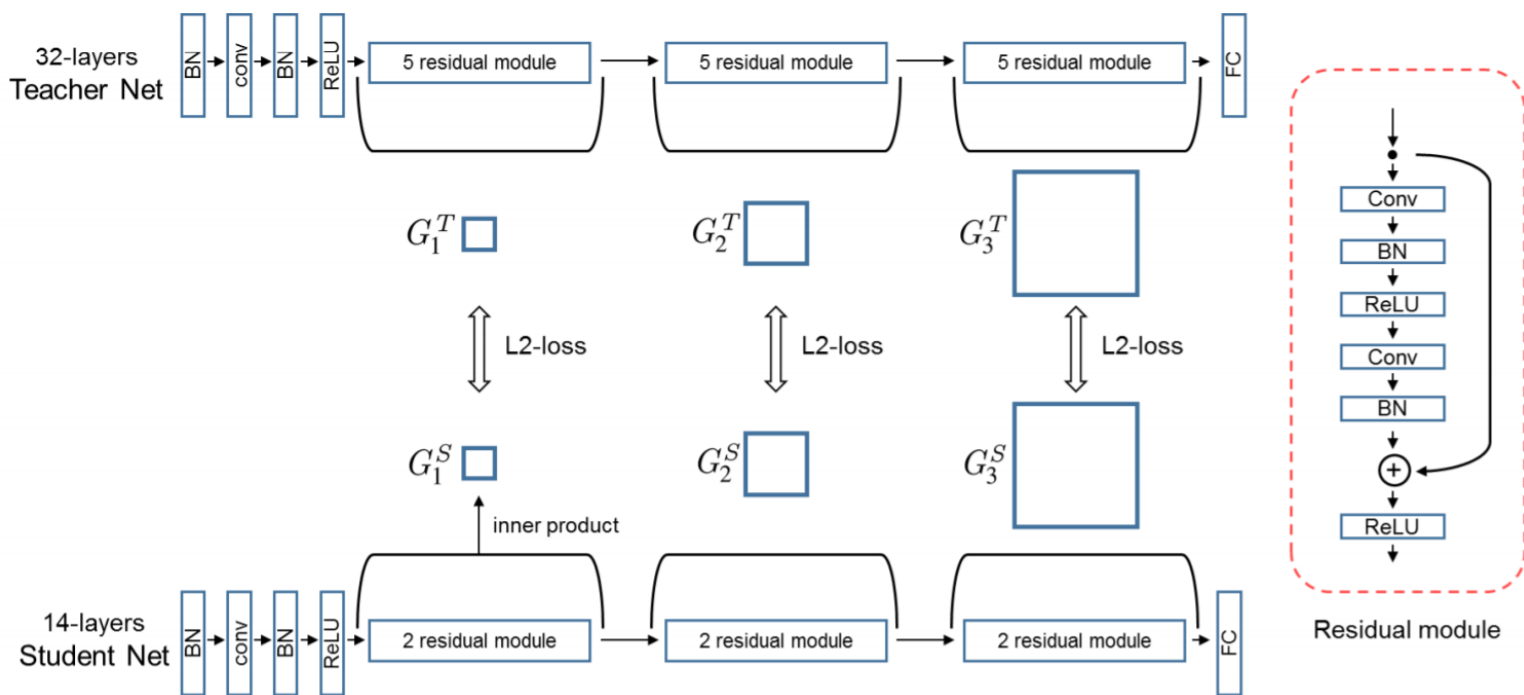 32-layers
Teacher Net
BN
conv
BN
ReLU
5 residual module
5 residual module
5 residual module
FC
G_1^T
G_2^T
G_3^T
L2-loss
L2-loss
L2-loss
G_1^S
G_2^S
G_3^S
inner product
14-layers
Student Net
BN
conv
BN
ReLU
2 residual module
2 residual module
2 residual module
FC
Conv
BN
ReLU
Conv
BN
+
ReLU
Residual module